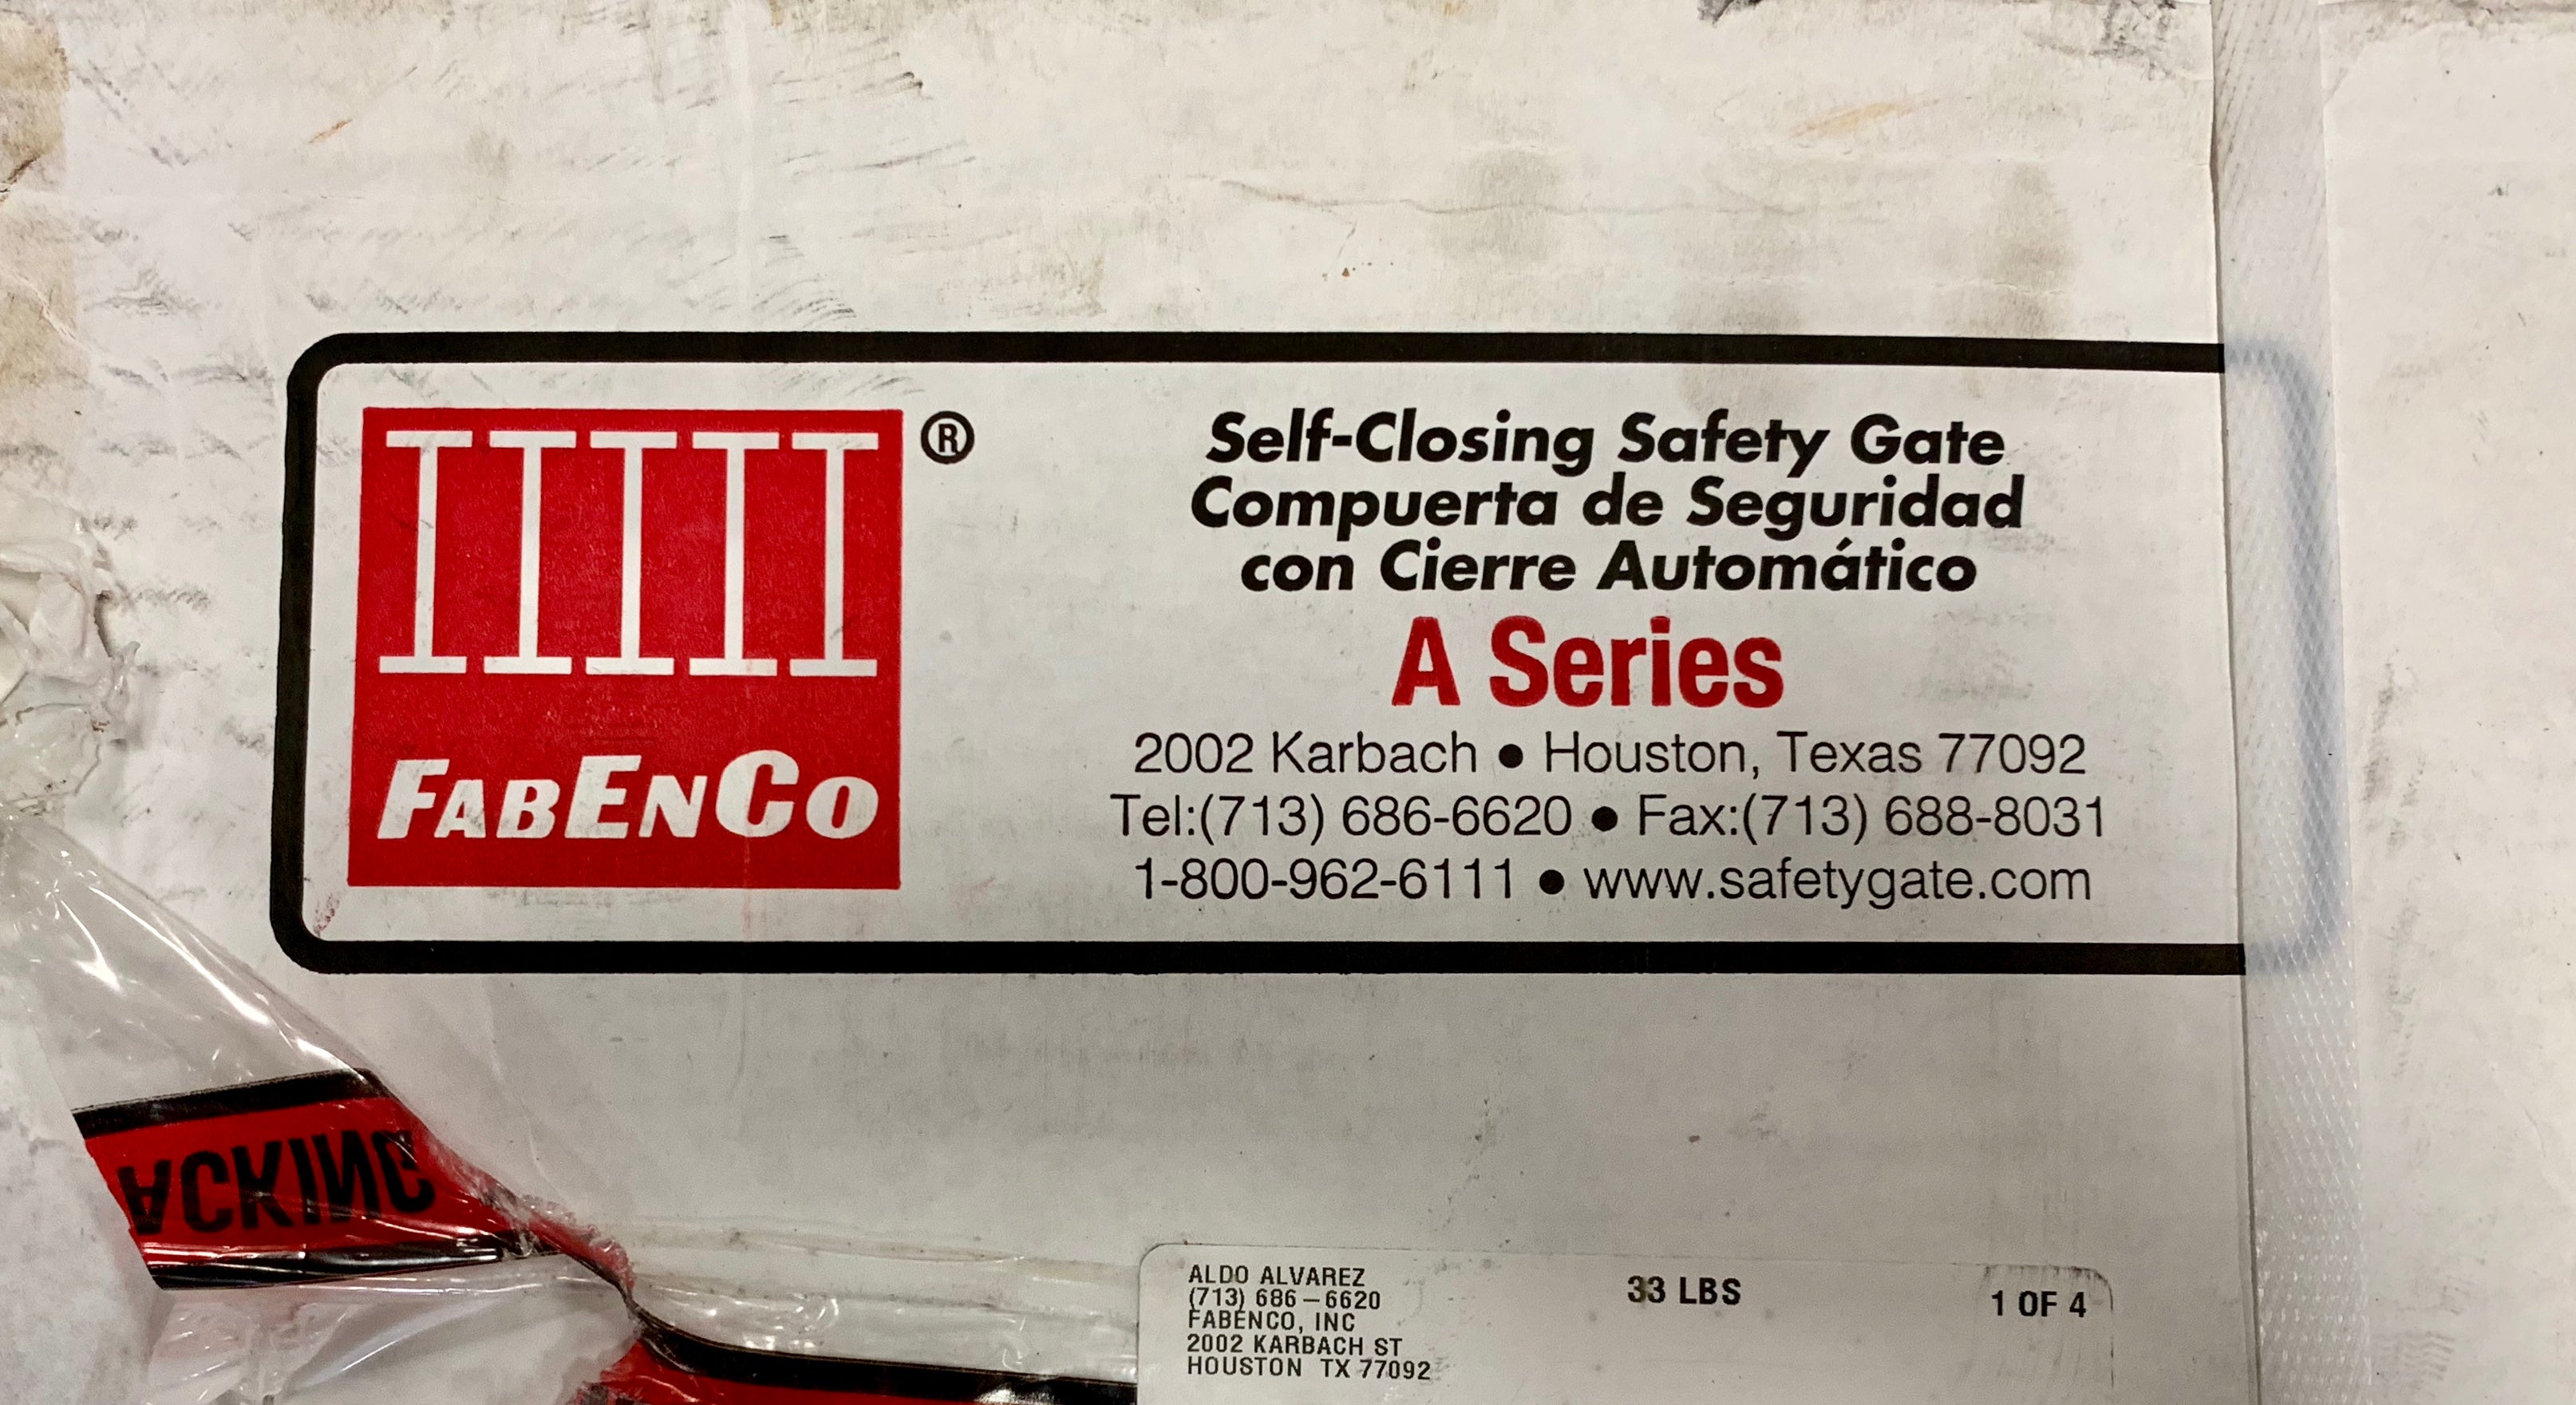 ®
FABENCO
Self-Closing Safety Gate
Compuerta de Seguridad
con Cierre Automático
A Series
2002 Karbach • Houston, Texas 77092
Tel:(713) 686-6620 • Fax:(713) 688-8031
1-800-962-6111 • www.safetygate.com
ACKING
ALDO ALVAREZ
(713) 686-6620
FABENCO, INC
2002 KARBACH ST
HOUSTON TX 77092
33 LBS
1 OF 4